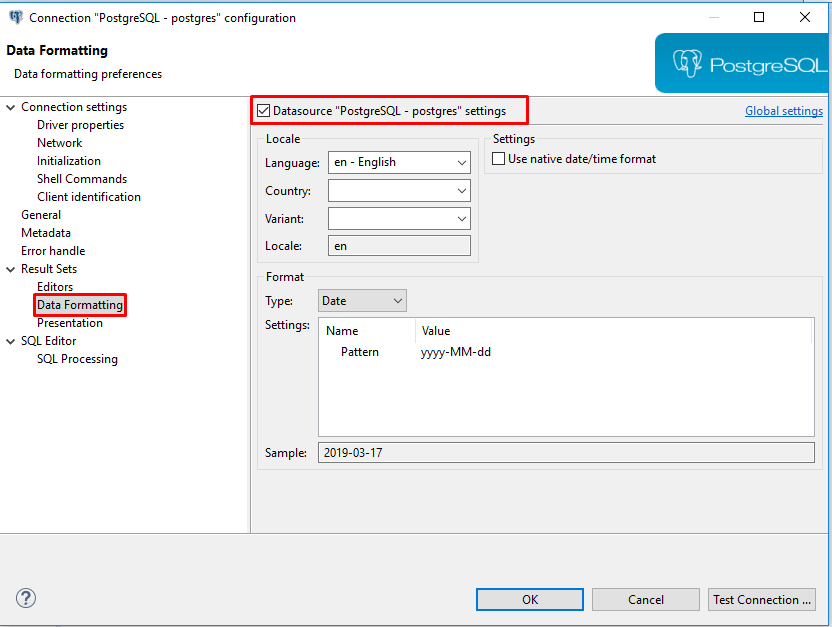 Connection "PostgreSQL - postgres" configuration
Data Formatting
Data formatting preferences
PostgreSQL
Connection settings
Driver properties
Network
Initialization
Shell Commands
Client identification
General
Metadata
Error handle
Result Sets
Editors
Data Formatting
Presentation
SQL Editor
SQL Processing
Datasource "PostgreSQL - postgres" settings
Global settings
Locale
Language: en - English
Country:
Variant:
Locale: en
Settings
Use native date/time format
Format
Type: Date
Settings:
Name Value
Pattern yyyy-MM-dd
Sample: 2019-03-17
?
OK Cancel Test Connection ...